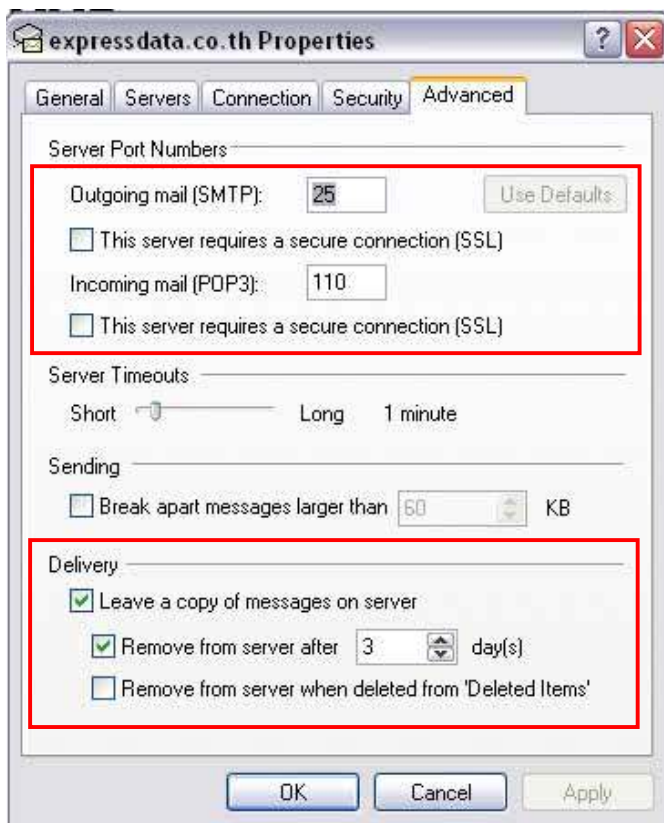 expressdata.co.th Properties
General Servers Connection Security Advanced
Server Port Numbers
Outgoing mail (SMTP): 25 Use Defaults
This server requires a secure connection (SSL)
Incoming mail (POP3): 110
This server requires a secure connection (SSL)
Server Timeouts
Short Long 1 minute
Sending
Break apart messages larger than 60 KB
Delivery
Leave a copy of messages on server
Remove from server after 3 day(s)
Remove from server when deleted from 'Deleted Items'
OK Cancel Apply